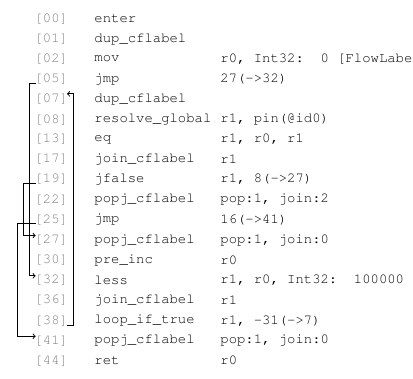 [00] enter
[01] dup_cflabel
[02] mov r0, Int32: 0 [FlowLabe
[05] jmp 27(->32)
[07] dup_cflabel
[08] resolve_global r1, pin(@id0)
[13] eq r1, r0, r1
[17] join_cflabel r1
[19] jfalse r1, 8(->27)
[22] popj_cflabel pop:1, join:2
[25] jmp 16(->41)
[27] popj_cflabel pop:1, join:0
[30] pre_inc r0
[32] less r1, r0, Int32: 100000
[36] join_cflabel r1
[38] loop_if_true r1, -31(->7)
[41] popj_cflabel pop:1, join:0
[44] ret r0